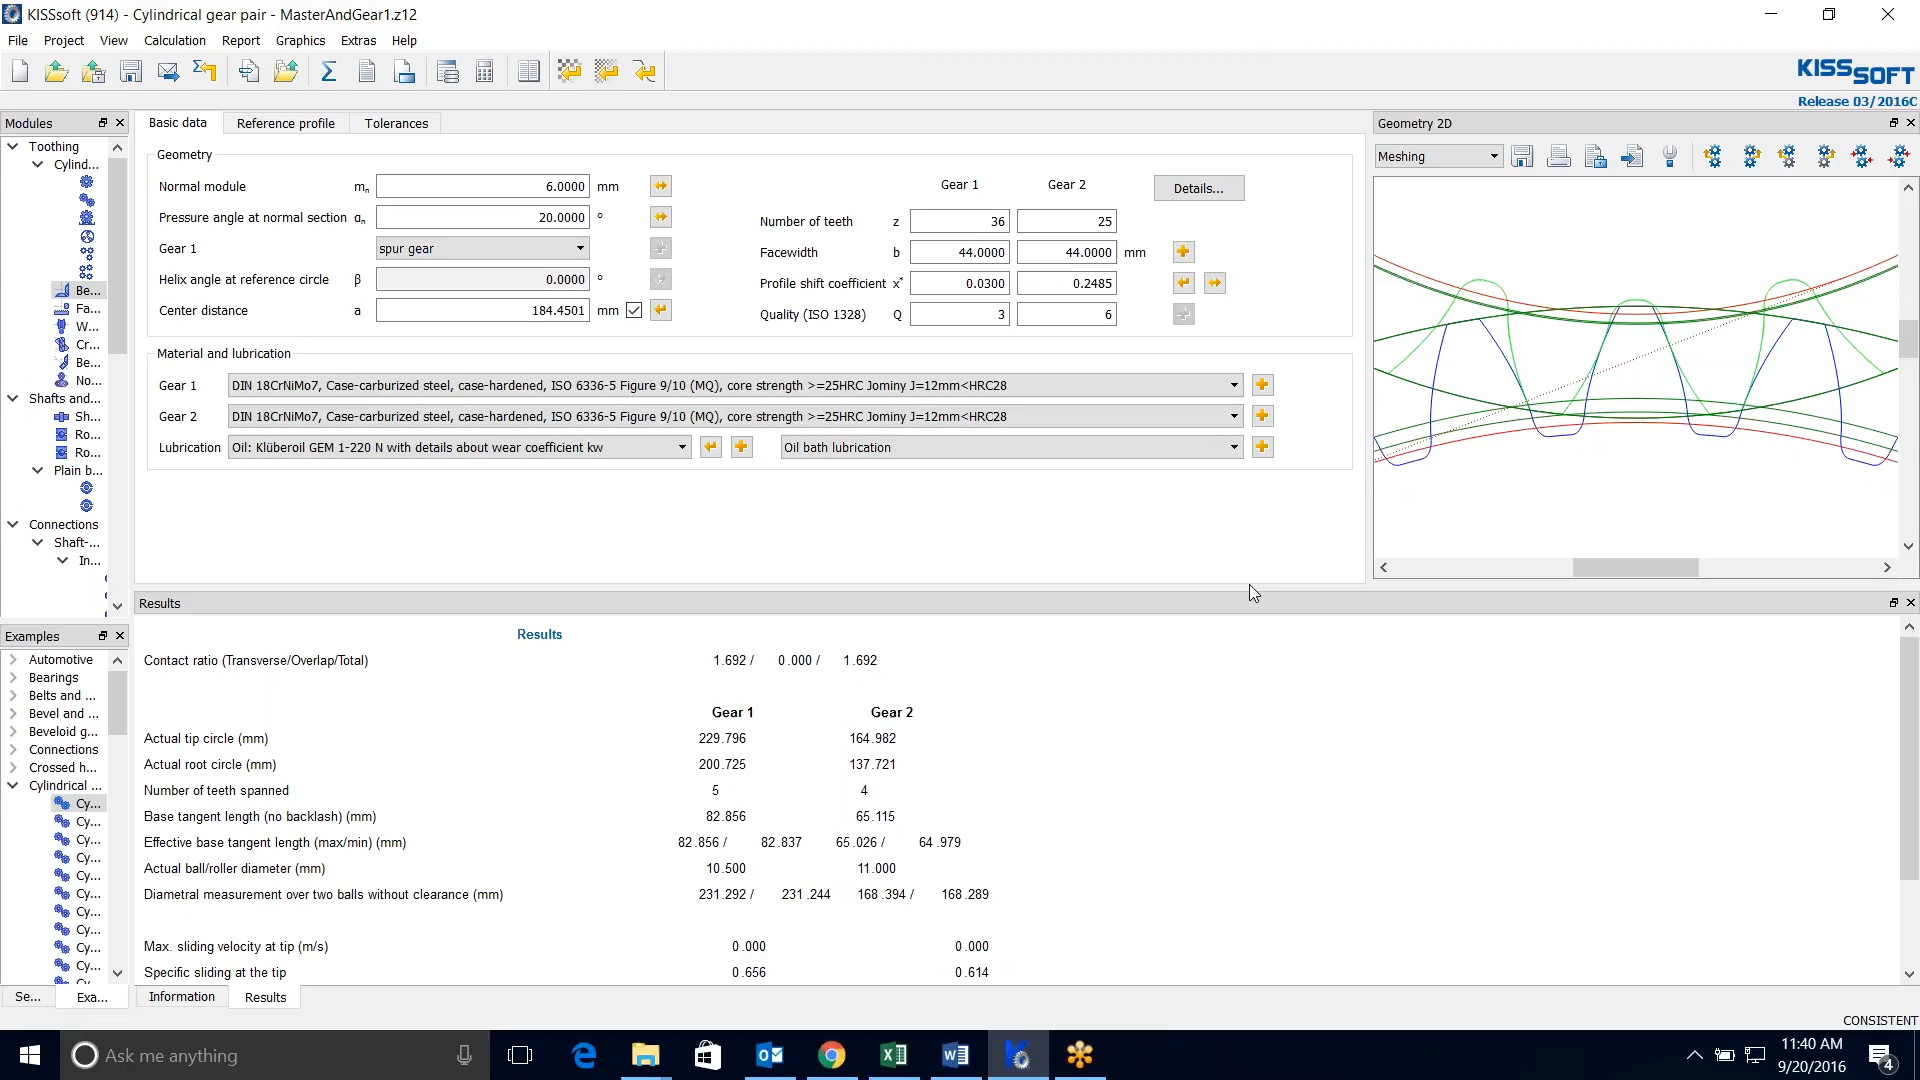 KISSsoft (914) - Cylindrical gear pair - MasterAndGear1.z12
File Project View Calculation Report Graphics Extras Help
KISSSOFT
Release 03/2016C
Modules
Toothing
Cylind...
Be...
Fa...
W...
Cr...
Be...
No...
Shafts and...
Sh...
Ro...
Ro...
Plain b...
Connections
Shaft-...
In...
Basic data Reference profile Tolerances
Geometry
Normal module mn 6.0000 mm
Pressure angle at normal section αn 20.0000 °
Gear 1 spur gear
Helix angle at reference circle β 0.0000 °
Center distance a 184.4501 mm
Gear 1 Gear 2 Details...
Number of teeth z 36 25
Facewidth b 44.0000 44.0000 mm
Profile shift coefficient x* 0.0300 0.2485
Quality (ISO 1328) Q 3 6
Material and lubrication
Gear 1 DIN 18CrNiMo7, Case-carburized steel, case-hardened, ISO 6336-5 Figure 9/10 (MQ), core strength >=25HRC Jominy J=12mm<HRC28
Gear 2 DIN 18CrNiMo7, Case-carburized steel, case-hardened, ISO 6336-5 Figure 9/10 (MQ), core strength >=25HRC Jominy J=12mm<HRC28
Lubrication Oil: Klüberoil GEM 1-220 N with details about wear coefficient kw Oil bath lubrication
Geometry 2D
Meshing
Examples
Automotive
Bearings
Belts and ...
Bevel and ...
Beveloid g...
Connections
Crossed h...
Cylindrical ...
Cy...
Cy...
Cy...
Cy...
Cy...
Cy...
Cy...
Cy...
Cy...
Cy...
Se... Exa...
Results
Results
Contact ratio (Transverse/Overlap/Total) 1.692 / 0.000 / 1.692
Gear 1 Gear 2
Actual tip circle (mm) 229.796 164.982
Actual root circle (mm) 200.725 137.721
Number of teeth spanned 5 4
Base tangent length (no backlash) (mm) 82.856 65.115
Effective base tangent length (max/min) (mm) 82.856 / 82.837 65.026 / 64.979
Actual ball/roller diameter (mm) 10.500 11.000
Diametral measurement over two balls without clearance (mm) 231.292 / 231.244 168.394 / 168.289
Max. sliding velocity at tip (m/s) 0.000 0.000
Specific sliding at the tip 0.656 0.614
Information Results
CONSISTENT
Ask me anything
11:40 AM
9/20/2016
4